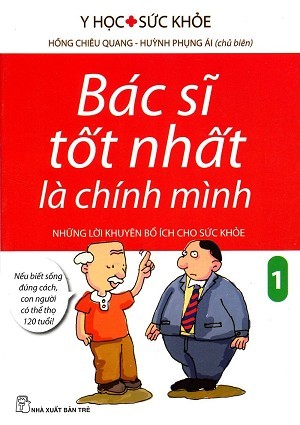 Y HỌC SỨC KHỎE
HỒNG CHIÊU QUANG - HUỲNH PHỤNG ÁI (chủ biên)
Bác sĩ
tốt nhất
là chính mình
NHỮNG LỜI KHUYÊN BỔ ÍCH CHO SỨC KHỎE
Nếu biết sống
đúng cách,
con người
có thể thọ
120 tuổi!
1
NHÀ XUẤT BẢN TRẺ